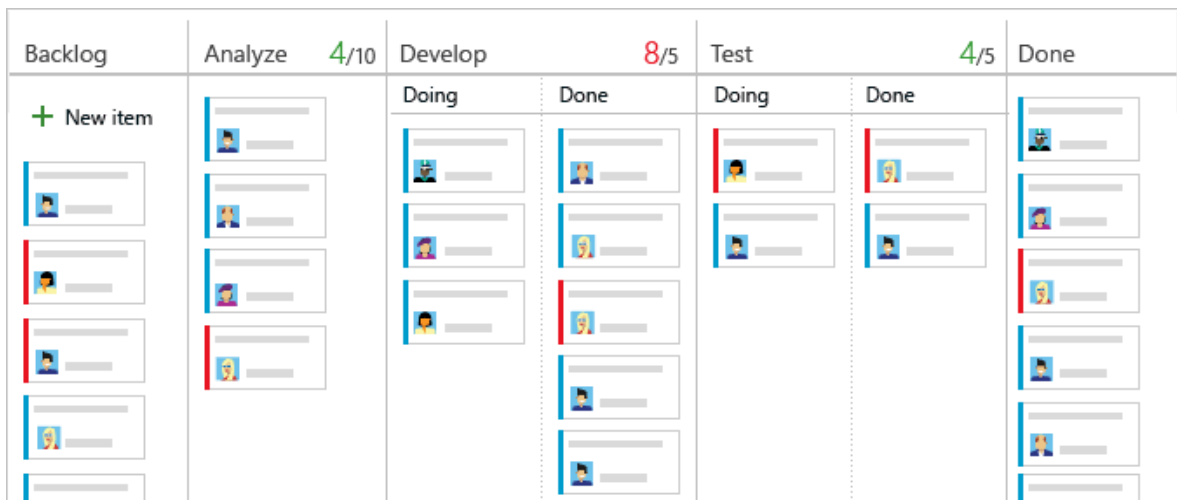 Backlog
Analyze 4/10
Develop 8/5
Test 4/5
Done
Doing Done
Doing Done
+ New item